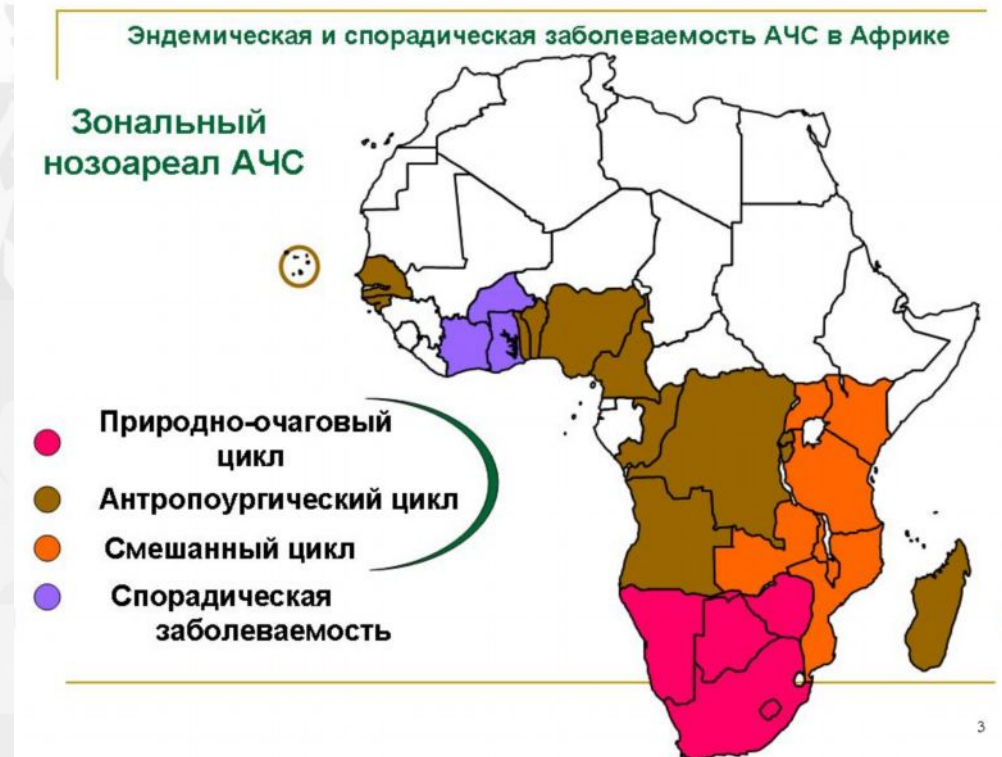 Эндемическая и спорадическая заболеваемость АЧС в Африке
Зональный
нозоареал АЧС
Природно-очаговый
цикл
Антропоургический цикл
Смешанный цикл
Спорадическая
заболеваемость
3